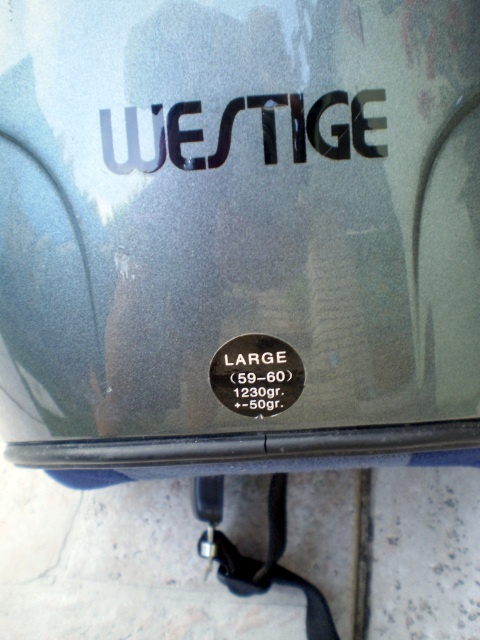 WESTIGE
LARGE
(59-60)
1230gr.
+-50gr.